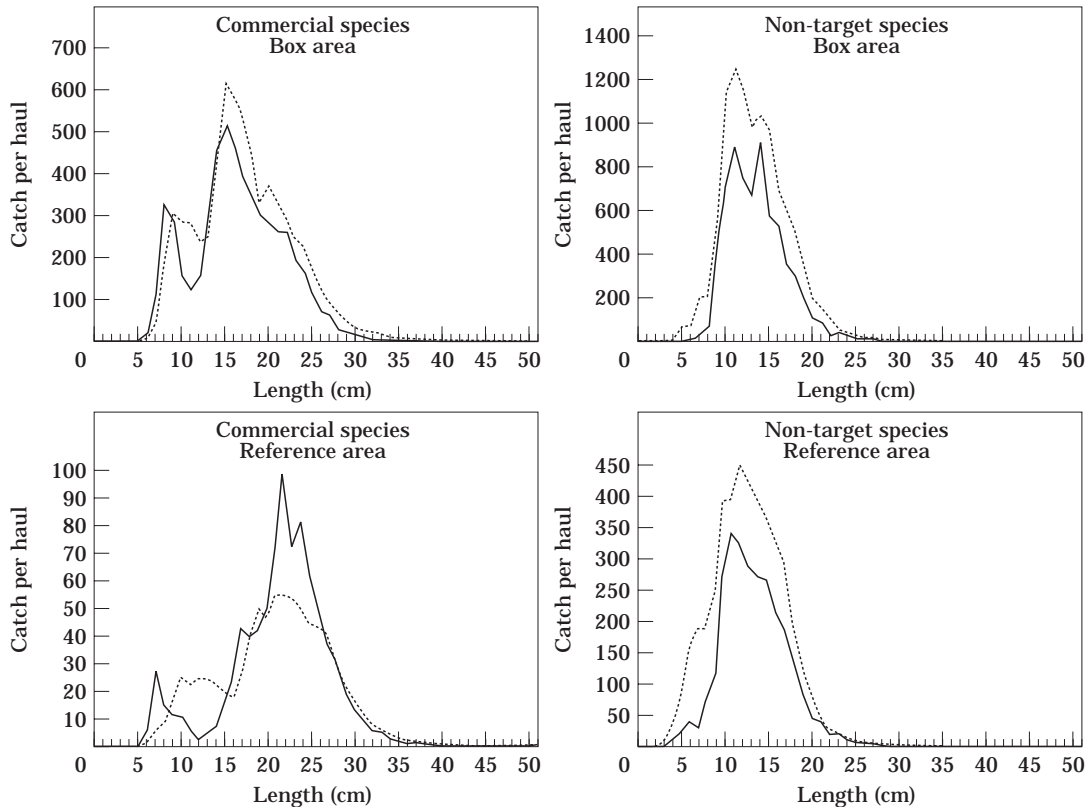 Commercial species
Box area
Catch per haul
700
600
500
400
300
200
100
0 5 10 15 20 25 30 35 40 45 50
Length (cm)
Non-target species
Box area
Catch per haul
1400
1200
1000
800
600
400
200
0 5 10 15 20 25 30 35 40 45 50
Length (cm)
Commercial species
Reference area
Catch per haul
100
90
80
70
60
50
40
30
20
10
0 5 10 15 20 25 30 35 40 45 50
Length (cm)
Non-target species
Reference area
Catch per haul
450
400
350
300
250
200
150
100
50
0 5 10 15 20 25 30 35 40 45 50
Length (cm)